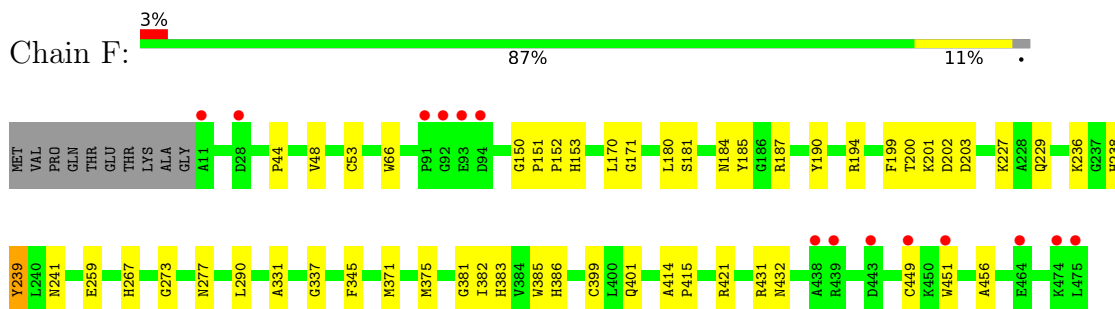 3%
Chain F:
87% 11% •
MET VAL PRO GLN THR GLU THR THR LYS ALA GLY A11 D28 P44 V48 C53 W66 P91 G92 E93 D94 G150 P151 P152 H153 L170 G171 L180 S181 N184 Y185 G186 R187 Y190 R194 F199 T200 K201 D202 D203 K227 A228 Q229 K236 G237 H238
Y239 L240 N241 E259 H267 G273 N277 L290 A331 G337 F345 M371 M375 G381 I382 H383 V384 W385 H386 C399 L400 Q401 A414 P415 R421 R431 N432 A438 R439 D443 C449 K450 W451 A456 E464 K474 L475